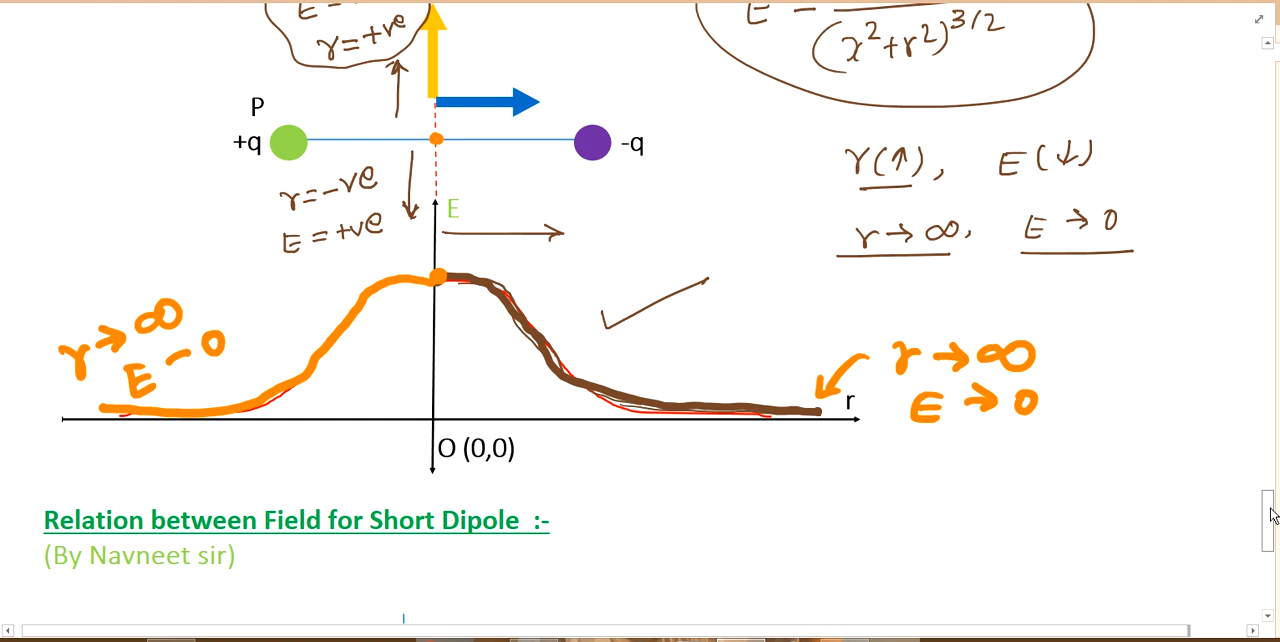 E =
r = +ve
E =
(x²+r²)^3/2
P
+q
-q
r = -ve
E = +ve
r(↑), E(↓)
r → ∞, E → 0
E
r → ∞
E – 0
r → ∞
E → 0
r
O (0,0)
Relation between Field for Short Dipole :-
(By Navneet sir)